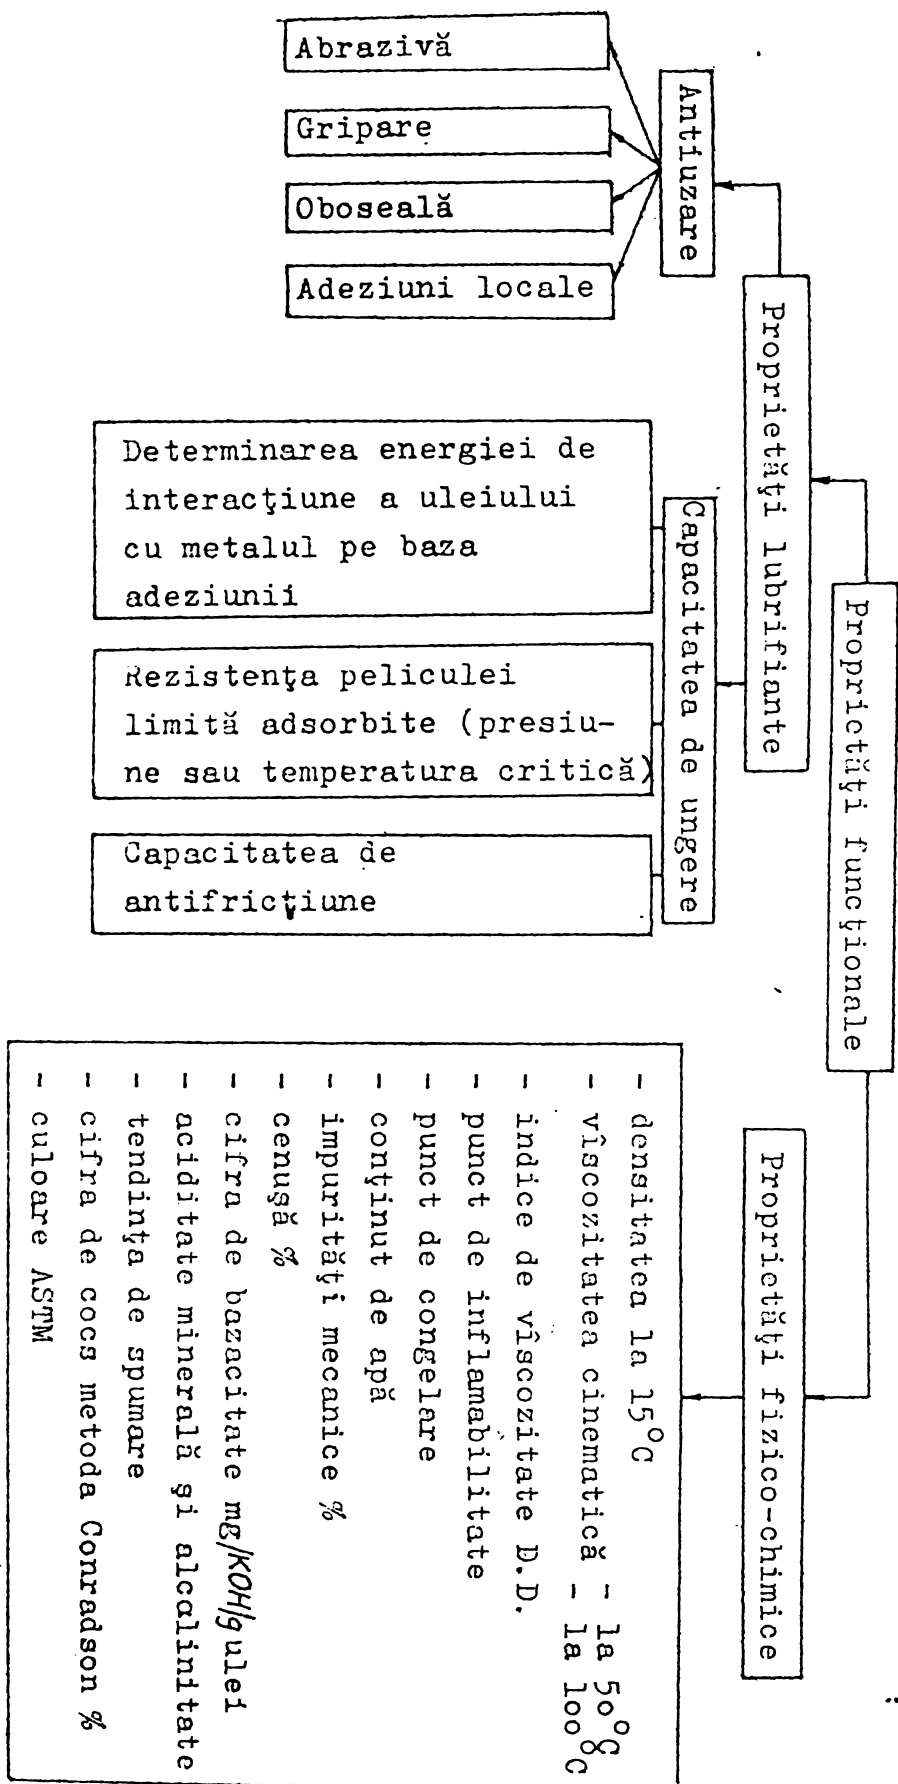 Proprietăţi funcţionale
Proprietăţi lubrifiante
Antiuzare
Abrazivă
Gripare
Oboseală
Adeziuni locale
Capacitatea de ungere
Determinarea energiei de
interacţiune a uleiului
cu metalul pe baza
adeziunii
Rezistenţa peliculei
limită adsorbite (presiu-
ne sau temperatura critică)
Capacitatea de
antifricţiune
Proprietăţi fizico-chimice
- densitatea la 15°C
- vîscozitatea cinematică - la 50°C
- la 100°C
- indice de vîscozitate D.D.
- punct de inflamabilitate
- punct de congelare
- conţinut de apă
- impurităţi mecanice %
- cenuşă %
- cifra de bazacitate mg/KOH/g ulei
- aciditate minerală şi alcalinitate
- tendinţa de spumare
- cifra de cocs metoda Conradson %
- culoare ASTM